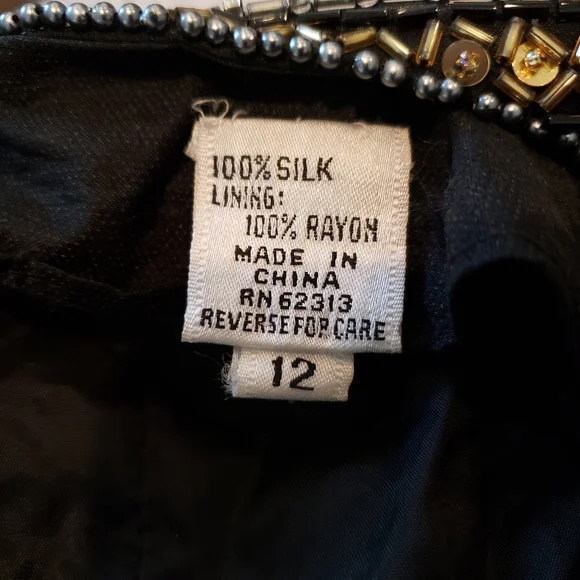 100% SILK
LINING:
100% RAYON
MADE IN
CHINA
RN 62313
REVERSE FOR CARE
12